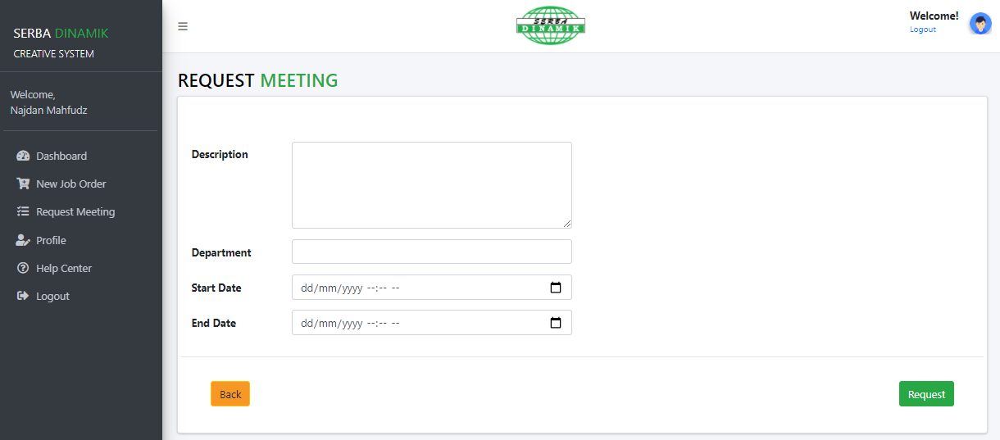 SERBA DINAMIK
CREATIVE SYSTEM
Welcome,
Najdan Mahfudz
Dashboard
New Job Order
Request Meeting
Profile
Help Center
Logout
SERBA
DINAMIK
Welcome!
Logout
REQUEST MEETING
Description
Department
Start Date
dd/mm/yyyy --:-- --
End Date
dd/mm/yyyy --:-- --
Back
Request